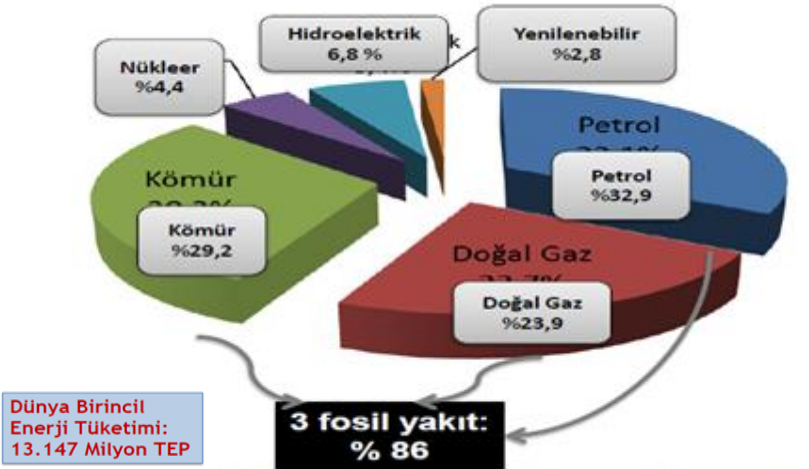 Hidroelektrik
6,8 %
k
Yenilenebilir
%2,8
Nükleer
%4,4
Petrol
Petrol
%32,9
Kömür
Kömür
%29,2
Doğal Gaz
Doğal Gaz
%23,9
Dünya Birincil
Enerji Tüketimi:
13.147 Milyon TEP
3 fosil yakıt:
% 86